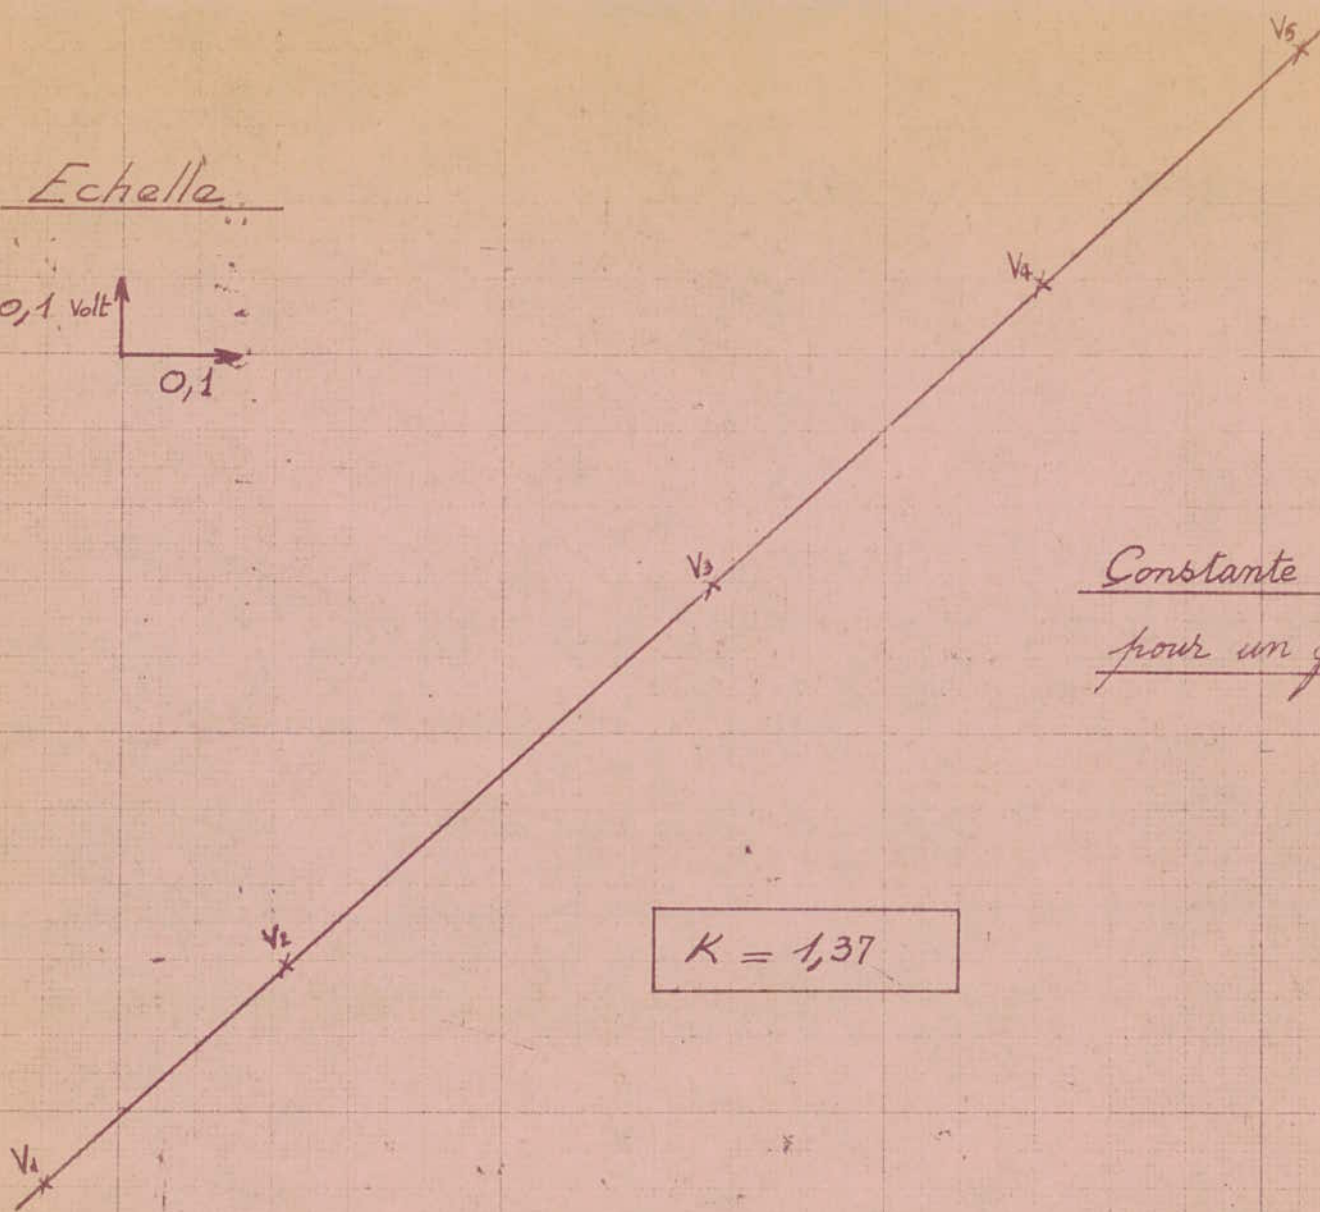 V5
Echelle
V4
0,1 Volt
0,1
V3
Constante
pour un
V2
K = 1,37
V1